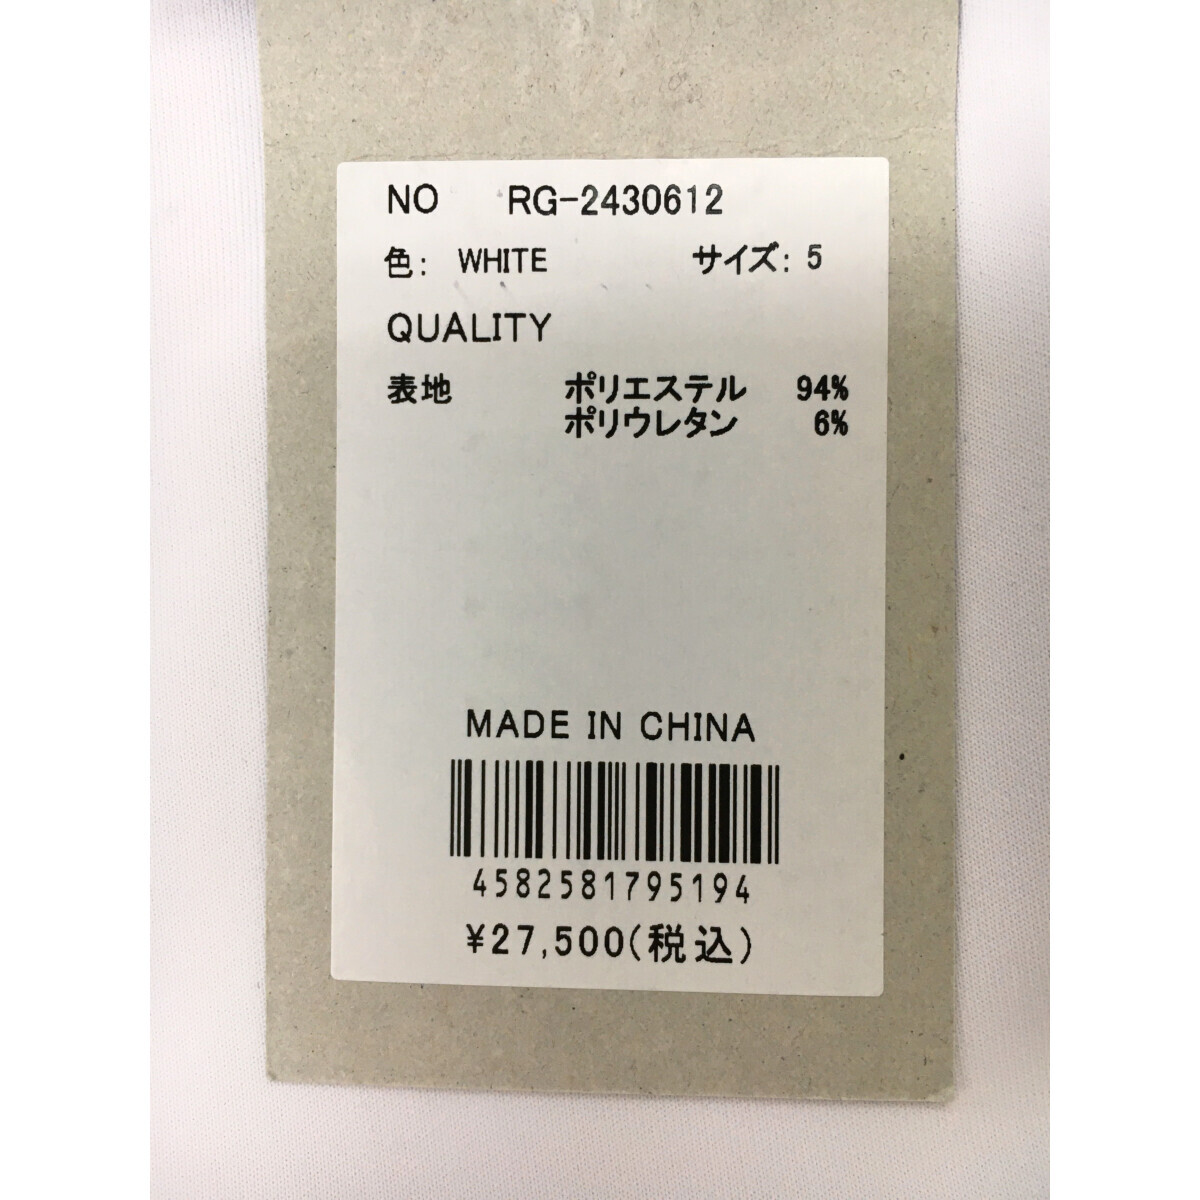 NO RG-2430612
色: WHITE サイズ: 5
QUALITY
表地 ポリエステル 94%
ポリウレタン 6%
MADE IN CHINA
4582581795194
¥27,500(税込)